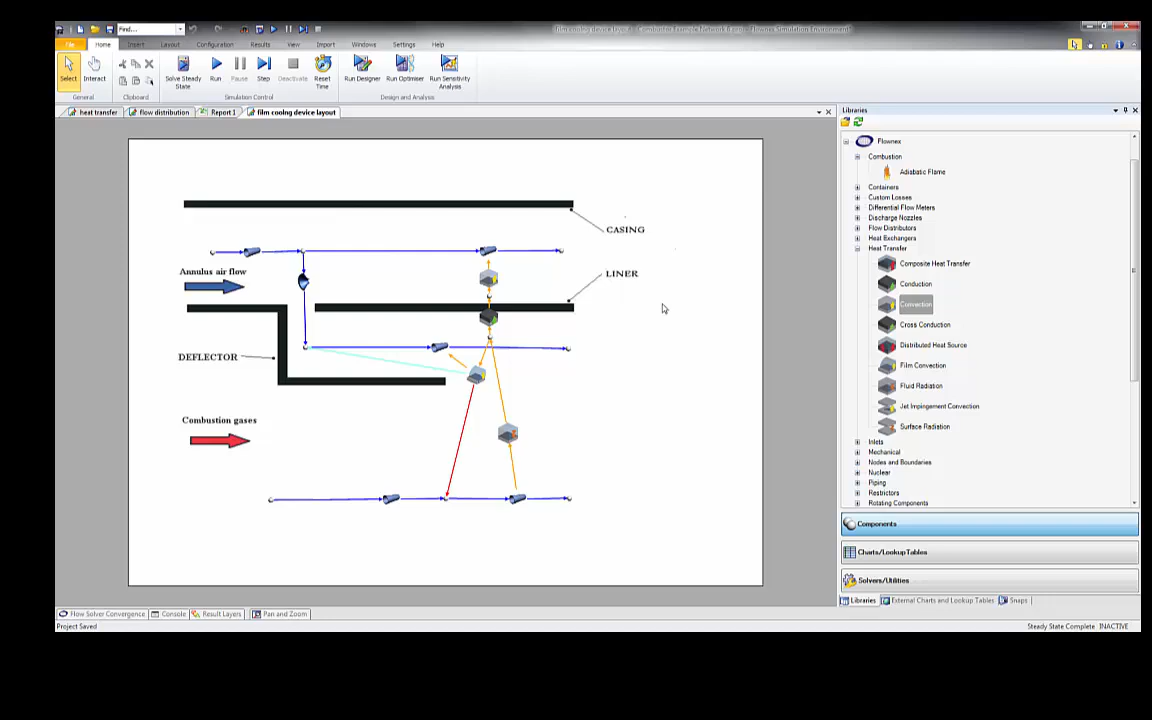 Find...
File Home Insert Layout Configuration Results View Import Windows Settings Help
Select Interact Solve Steady State Run Pause Step Deactivate Reset Time Run Designer Run Optimiser Run Sensitivity Analysis
General Clipboard Simulation Control Design and Analysis
heat transfer flow distribution Report 1 film coolng device layout
Libraries
Flownex
Combustion
Adiabatic Flame
Containers
Custom Losses
Differential Flow Meters
Discharge Nozzles
Flow Distributors
Heat Exchangers
Heat Transfer
Composite Heat Transfer
Conduction
Convection
Cross Conduction
Distributed Heat Source
Film Convection
Fluid Radiation
Jet Impingement Convection
Surface Radiation
Inlets
Mechanical
Nodes and Boundaries
Nuclear
Piping
Restrictors
Rotating Components
Components
Charts/LookupTables
Solvers/Utilities
Libraries External Charts and Lookup Tables Snaps
CASING
Annulus air flow
LINER
DEFLECTOR
Combustion gases
Flow Solver Convergence Console Result Layers Pan and Zoom
Project Saved Steady State Complete INACTIVE